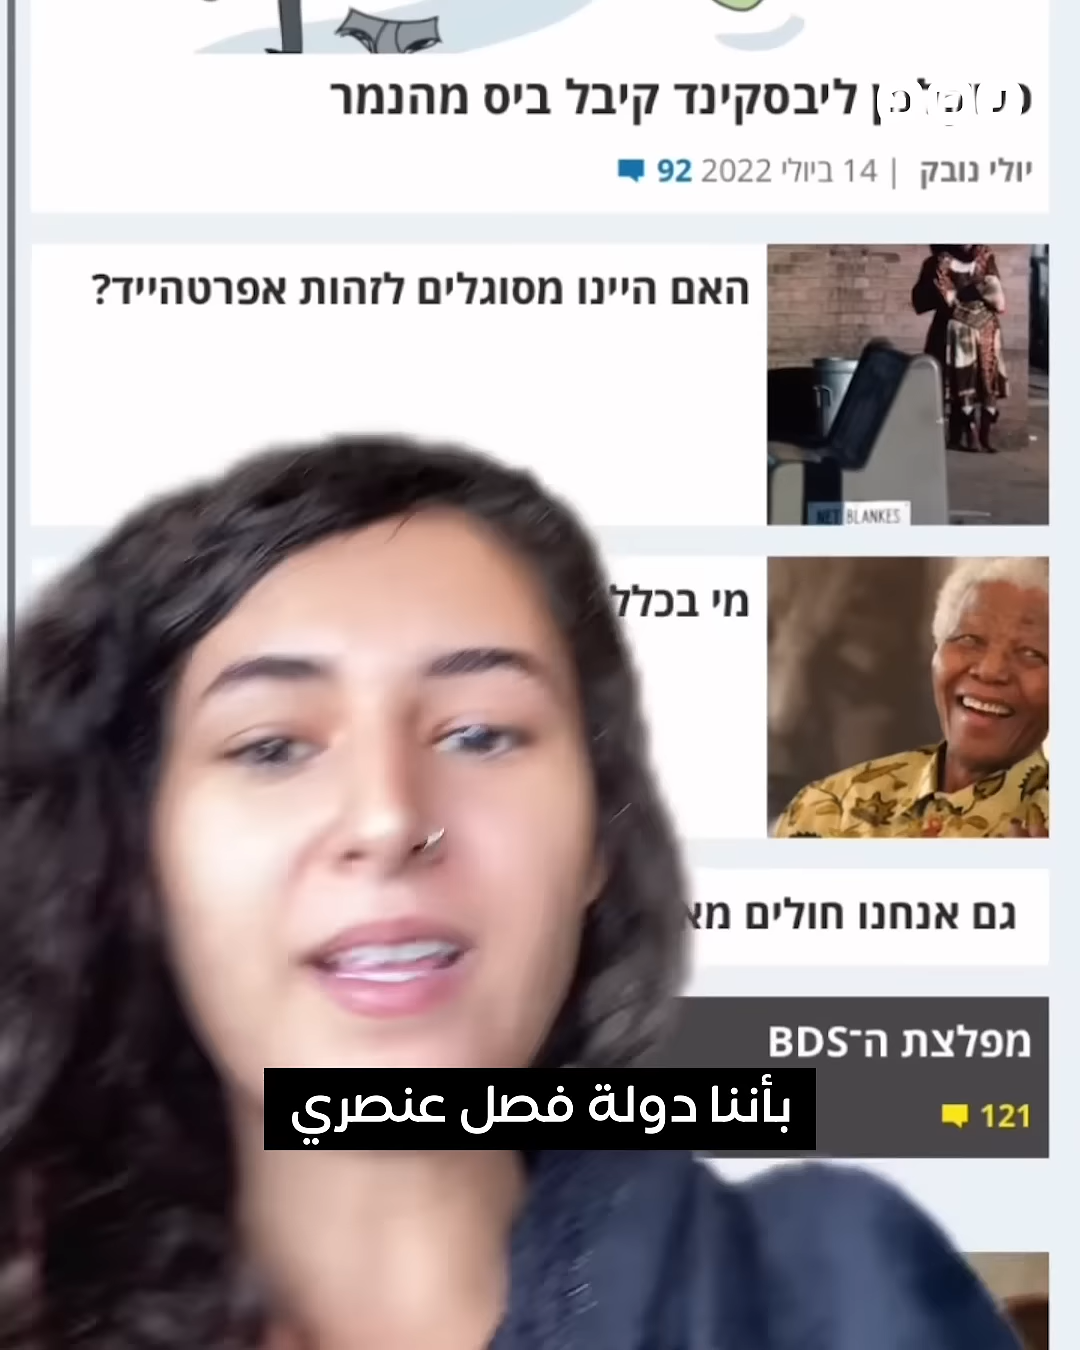 ליבסקינד קיבל ביס מהנמר
יולי נובק | 14 ביולי 2022 92
האם היינו מסוגלים לזהות אפרטהייד?
NET BLANKES
מי בכלל
גם אנחנו חולים
מפלצת ה־BDS
121
بأننا دولة فصل عنصري